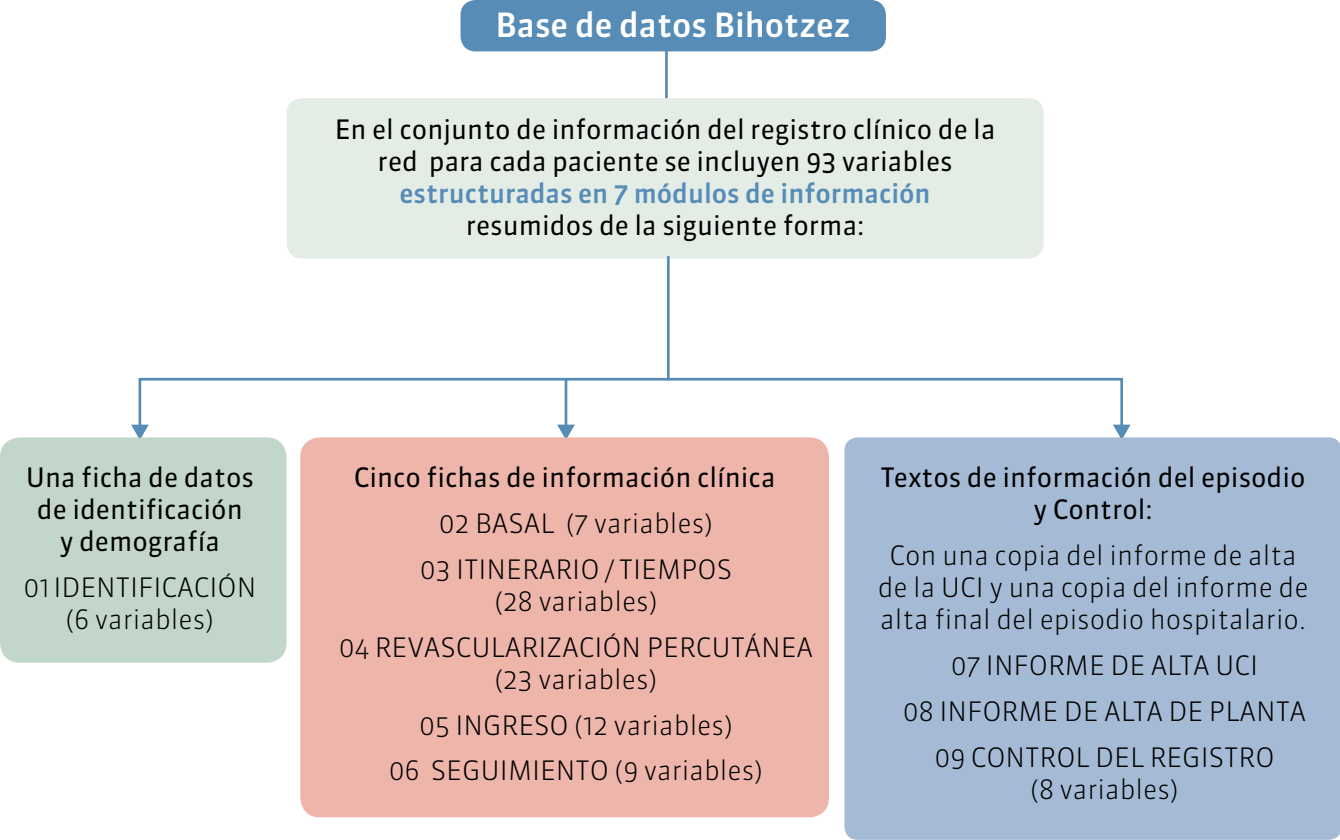 Base de datos Bihotzez
En el conjunto de información del registro clínico de la
red para cada paciente se incluyen 93 variables
estructuradas en 7 módulos de información
resumidos de la siguiente forma:
Una ficha de datos
de identificación
y demografía
01 IDENTIFICACIÓN
(6 variables)
Cinco fichas de información clínica
02 BASAL (7 variables)
03 ITINERARIO / TIEMPOS
(28 variables)
04 REVASCULARIZACIÓN PERCUTÁNEA
(23 variables)
05 INGRESO (12 variables)
06 SEGUIMIENTO (9 variables)
Textos de información del episodio
y Control:
Con una copia del informe de alta
de la UCI y una copia del informe de
alta final del episodio hospitalario.
07 INFORME DE ALTA UCI
08 INFORME DE ALTA DE PLANTA
09 CONTROL DEL REGISTRO
(8 variables)